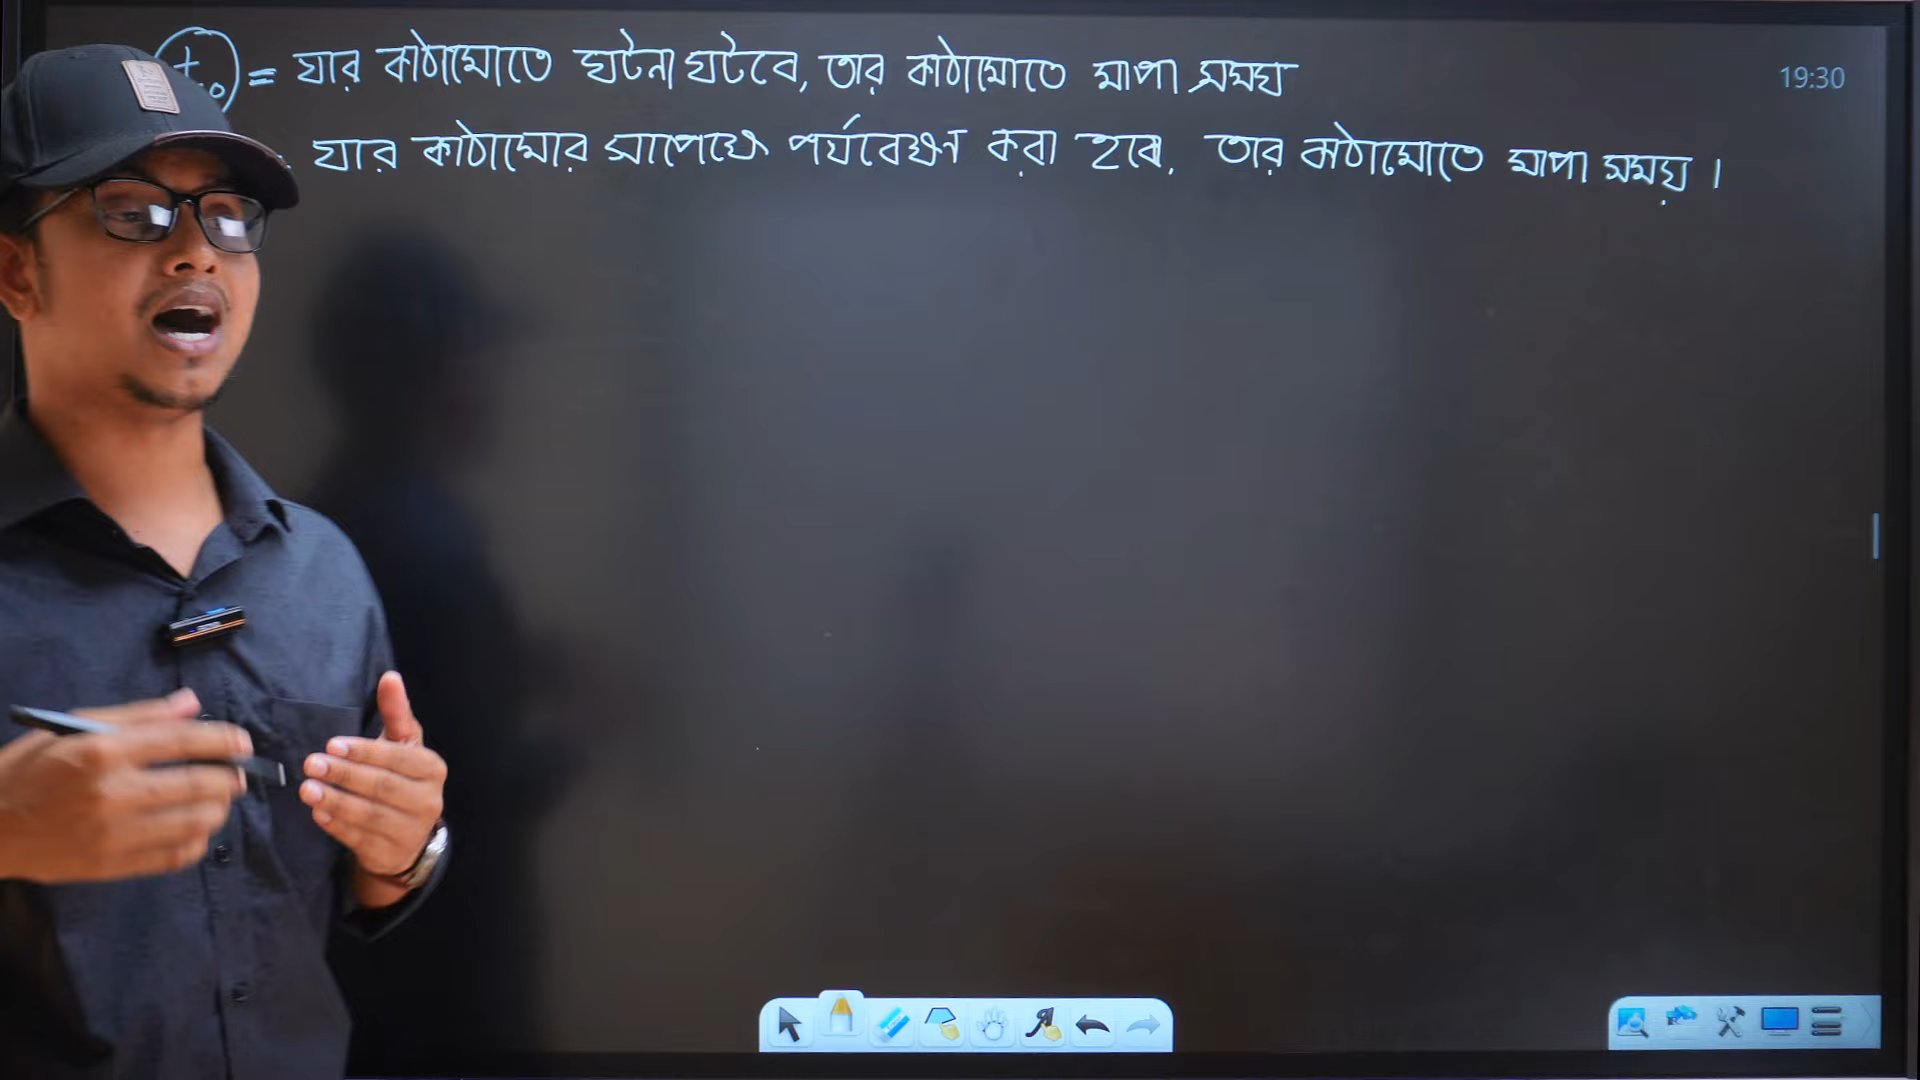 t₀ = যার কাঠামোতে ঘটনা ঘটবে, তার কাঠামোতে মাপা সময়
19:30
যার কাঠামোর সাপেক্ষে পর্যবেক্ষণ করা হবে, তার কাঠামোতে মাপা সময়।